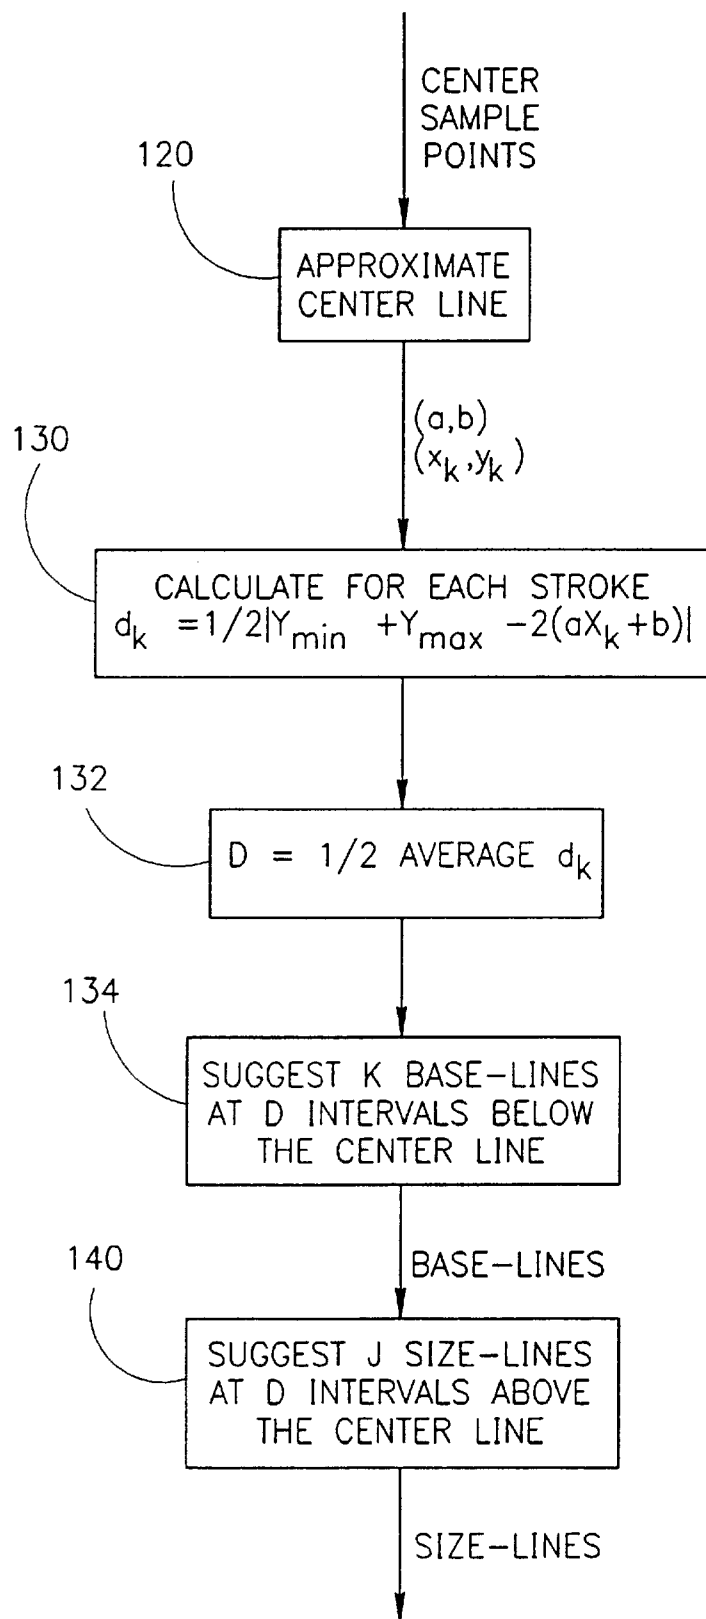 CENTER
SAMPLE
POINTS
120
APPROXIMATE
CENTER LINE
(a,b)
(x_k,y_k)
130
CALCULATE FOR EACH STROKE
d_k =1/2|Y_min +Y_max -2(aX_k+b)|
132
D = 1/2 AVERAGE d_k
134
SUGGEST K BASE-LINES
AT D INTERVALS BELOW
THE CENTER LINE
BASE-LINES
140
SUGGEST J SIZE-LINES
AT D INTERVALS ABOVE
THE CENTER LINE
SIZE-LINES